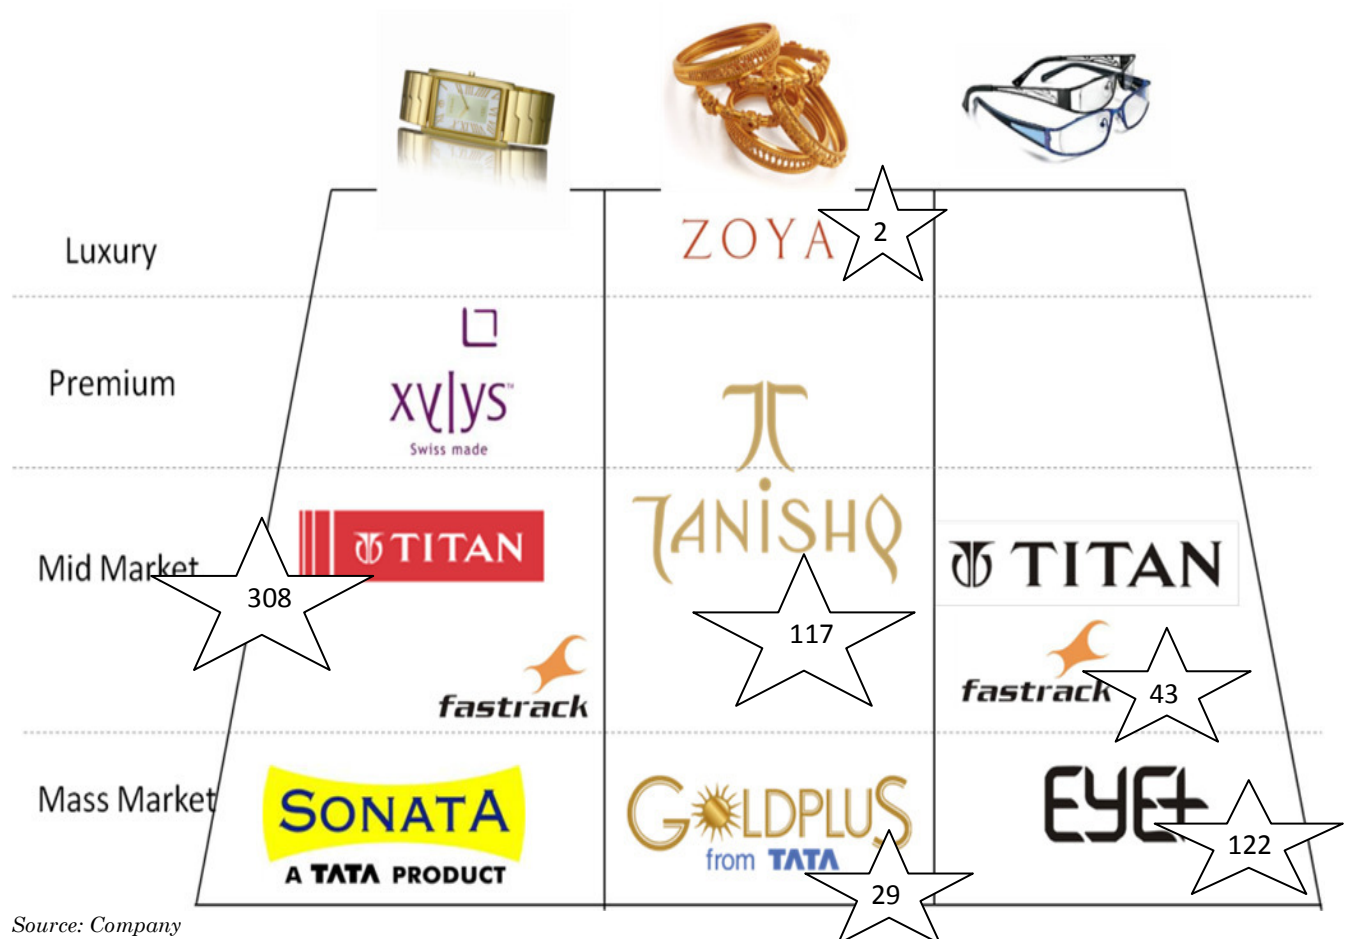 Luxury
ZOYA
2
Premium
xylys™
Swiss made
TANiSHQ
Mid Market
TITAN
TITAN
308
117
fastrack
fastrack
43
Mass Market
SONATA
A TATA PRODUCT
GOLDPLUS
from TATA
29
EYE+
122
Source: Company